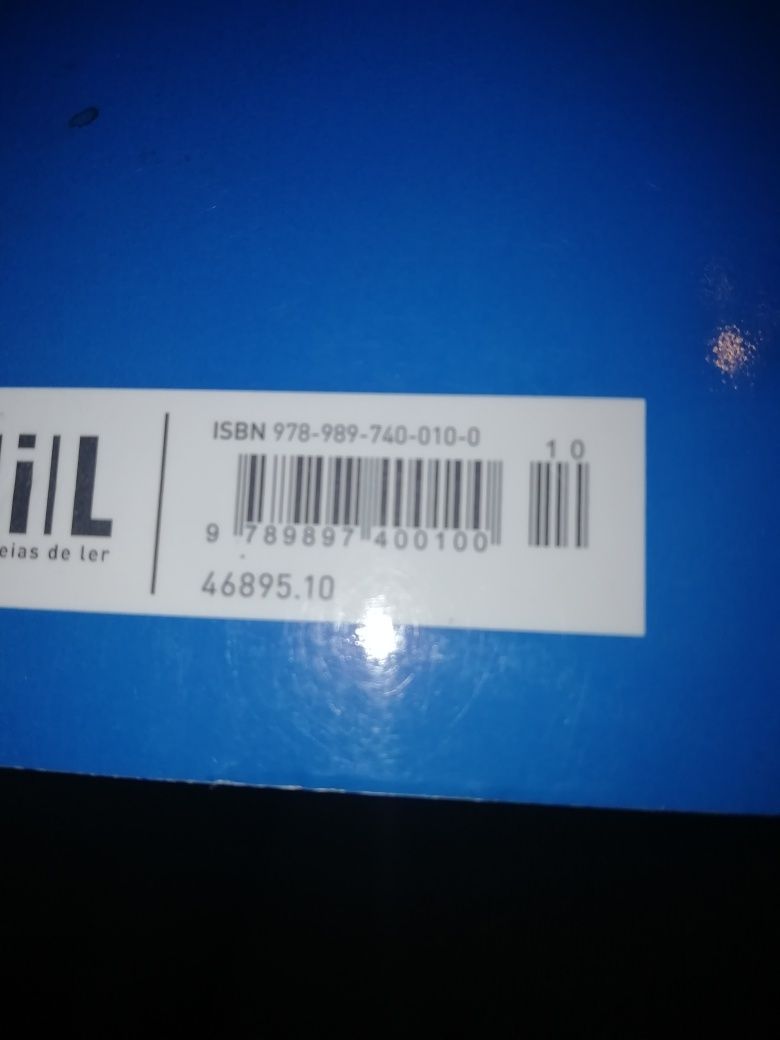 ISBN 978-989-740-010-0
10
9 789897 400100
46895.10
iL
eias de ler